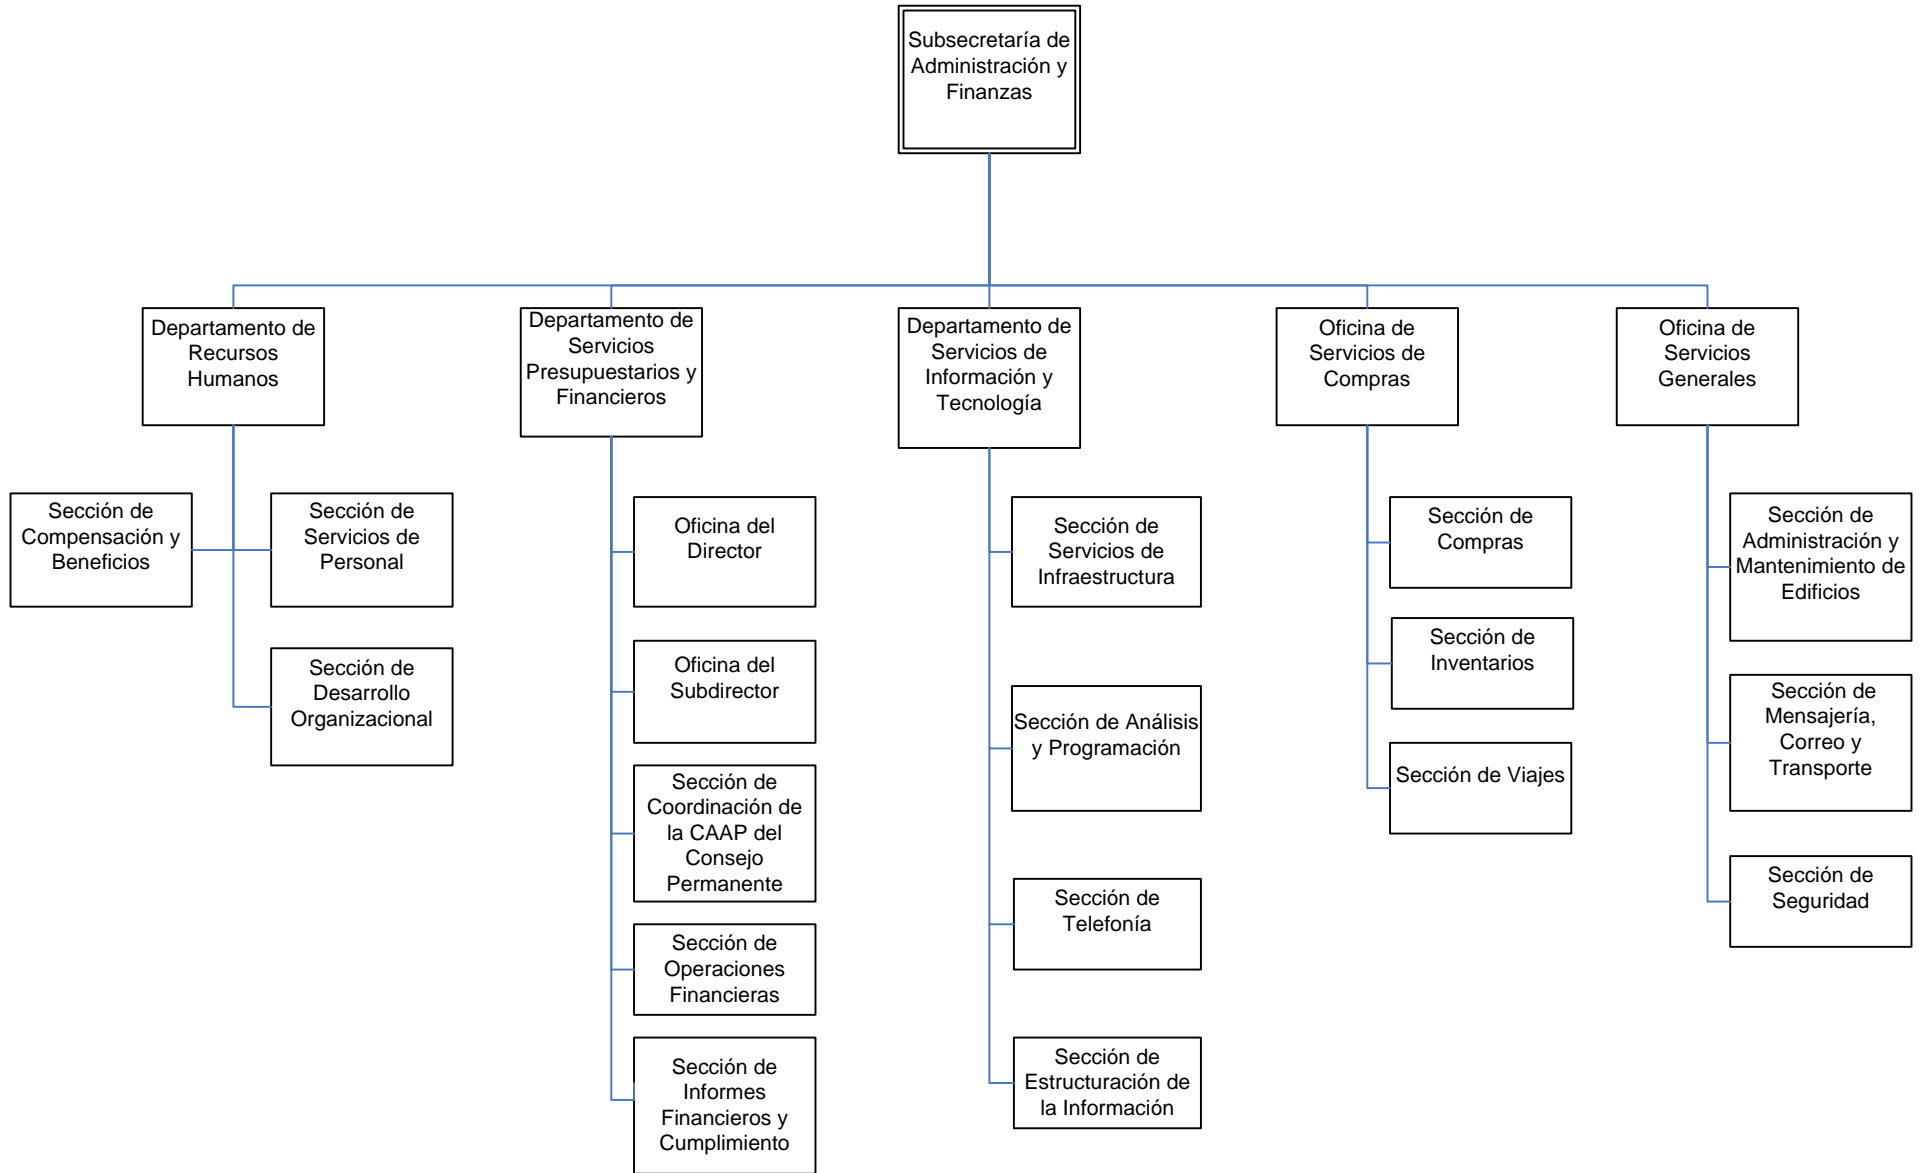 Subsecretaría de
Administración y
Finanzas
Departamento de
Recursos
Humanos
Departamento de
Servicios
Presupuestarios y
Financieros
Departamento de
Servicios de
Información y
Tecnología
Oficina de
Servicios de
Compras
Oficina de
Servicios
Generales
Sección de
Compensación y
Beneficios
Sección de
Servicios de
Personal
Sección de
Desarrollo
Organizacional
Oficina del
Director
Oficina del
Subdirector
Sección de
Coordinación de
la CAAP del
Consejo
Permanente
Sección de
Operaciones
Financieras
Sección de
Informes
Financieros y
Cumplimiento
Sección de
Servicios de
Infraestructura
Sección de Análisis
y Programación
Sección de
Telefonía
Sección de
Estructuración de
la Información
Sección de
Compras
Sección de
Inventarios
Sección de Viajes
Sección de
Administración y
Mantenimiento de
Edificios
Sección de
Mensajería,
Correo y
Transporte
Sección de
Seguridad